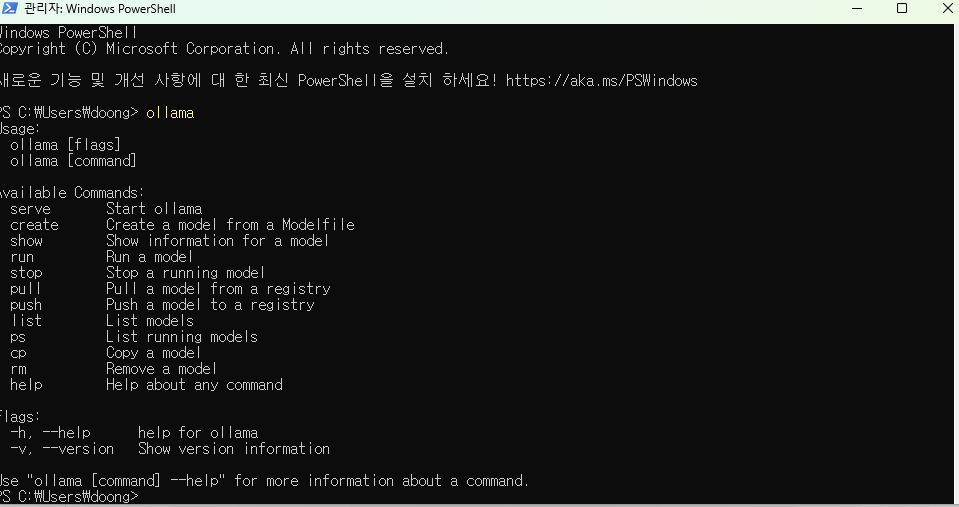 관리자: Windows PowerShell
Windows PowerShell
Copyright (C) Microsoft Corporation. All rights reserved.
새로운 기능 및 개선 사항에 대 한 최신 PowerShell을 설치 하세요! https://aka.ms/PSWindows
PS C:₩Users₩doong> ollama
Usage:
ollama [flags]
ollama [command]
Available Commands:
serve Start ollama
create Create a model from a Modelfile
show Show information for a model
run Run a model
stop Stop a running model
pull Pull a model from a registry
push Push a model to a registry
list List models
ps List running models
cp Copy a model
rm Remove a model
help Help about any command
Flags:
-h, --help help for ollama
-v, --version Show version information
Use "ollama [command] --help" for more information about a command.
PS C:₩Users₩doong>